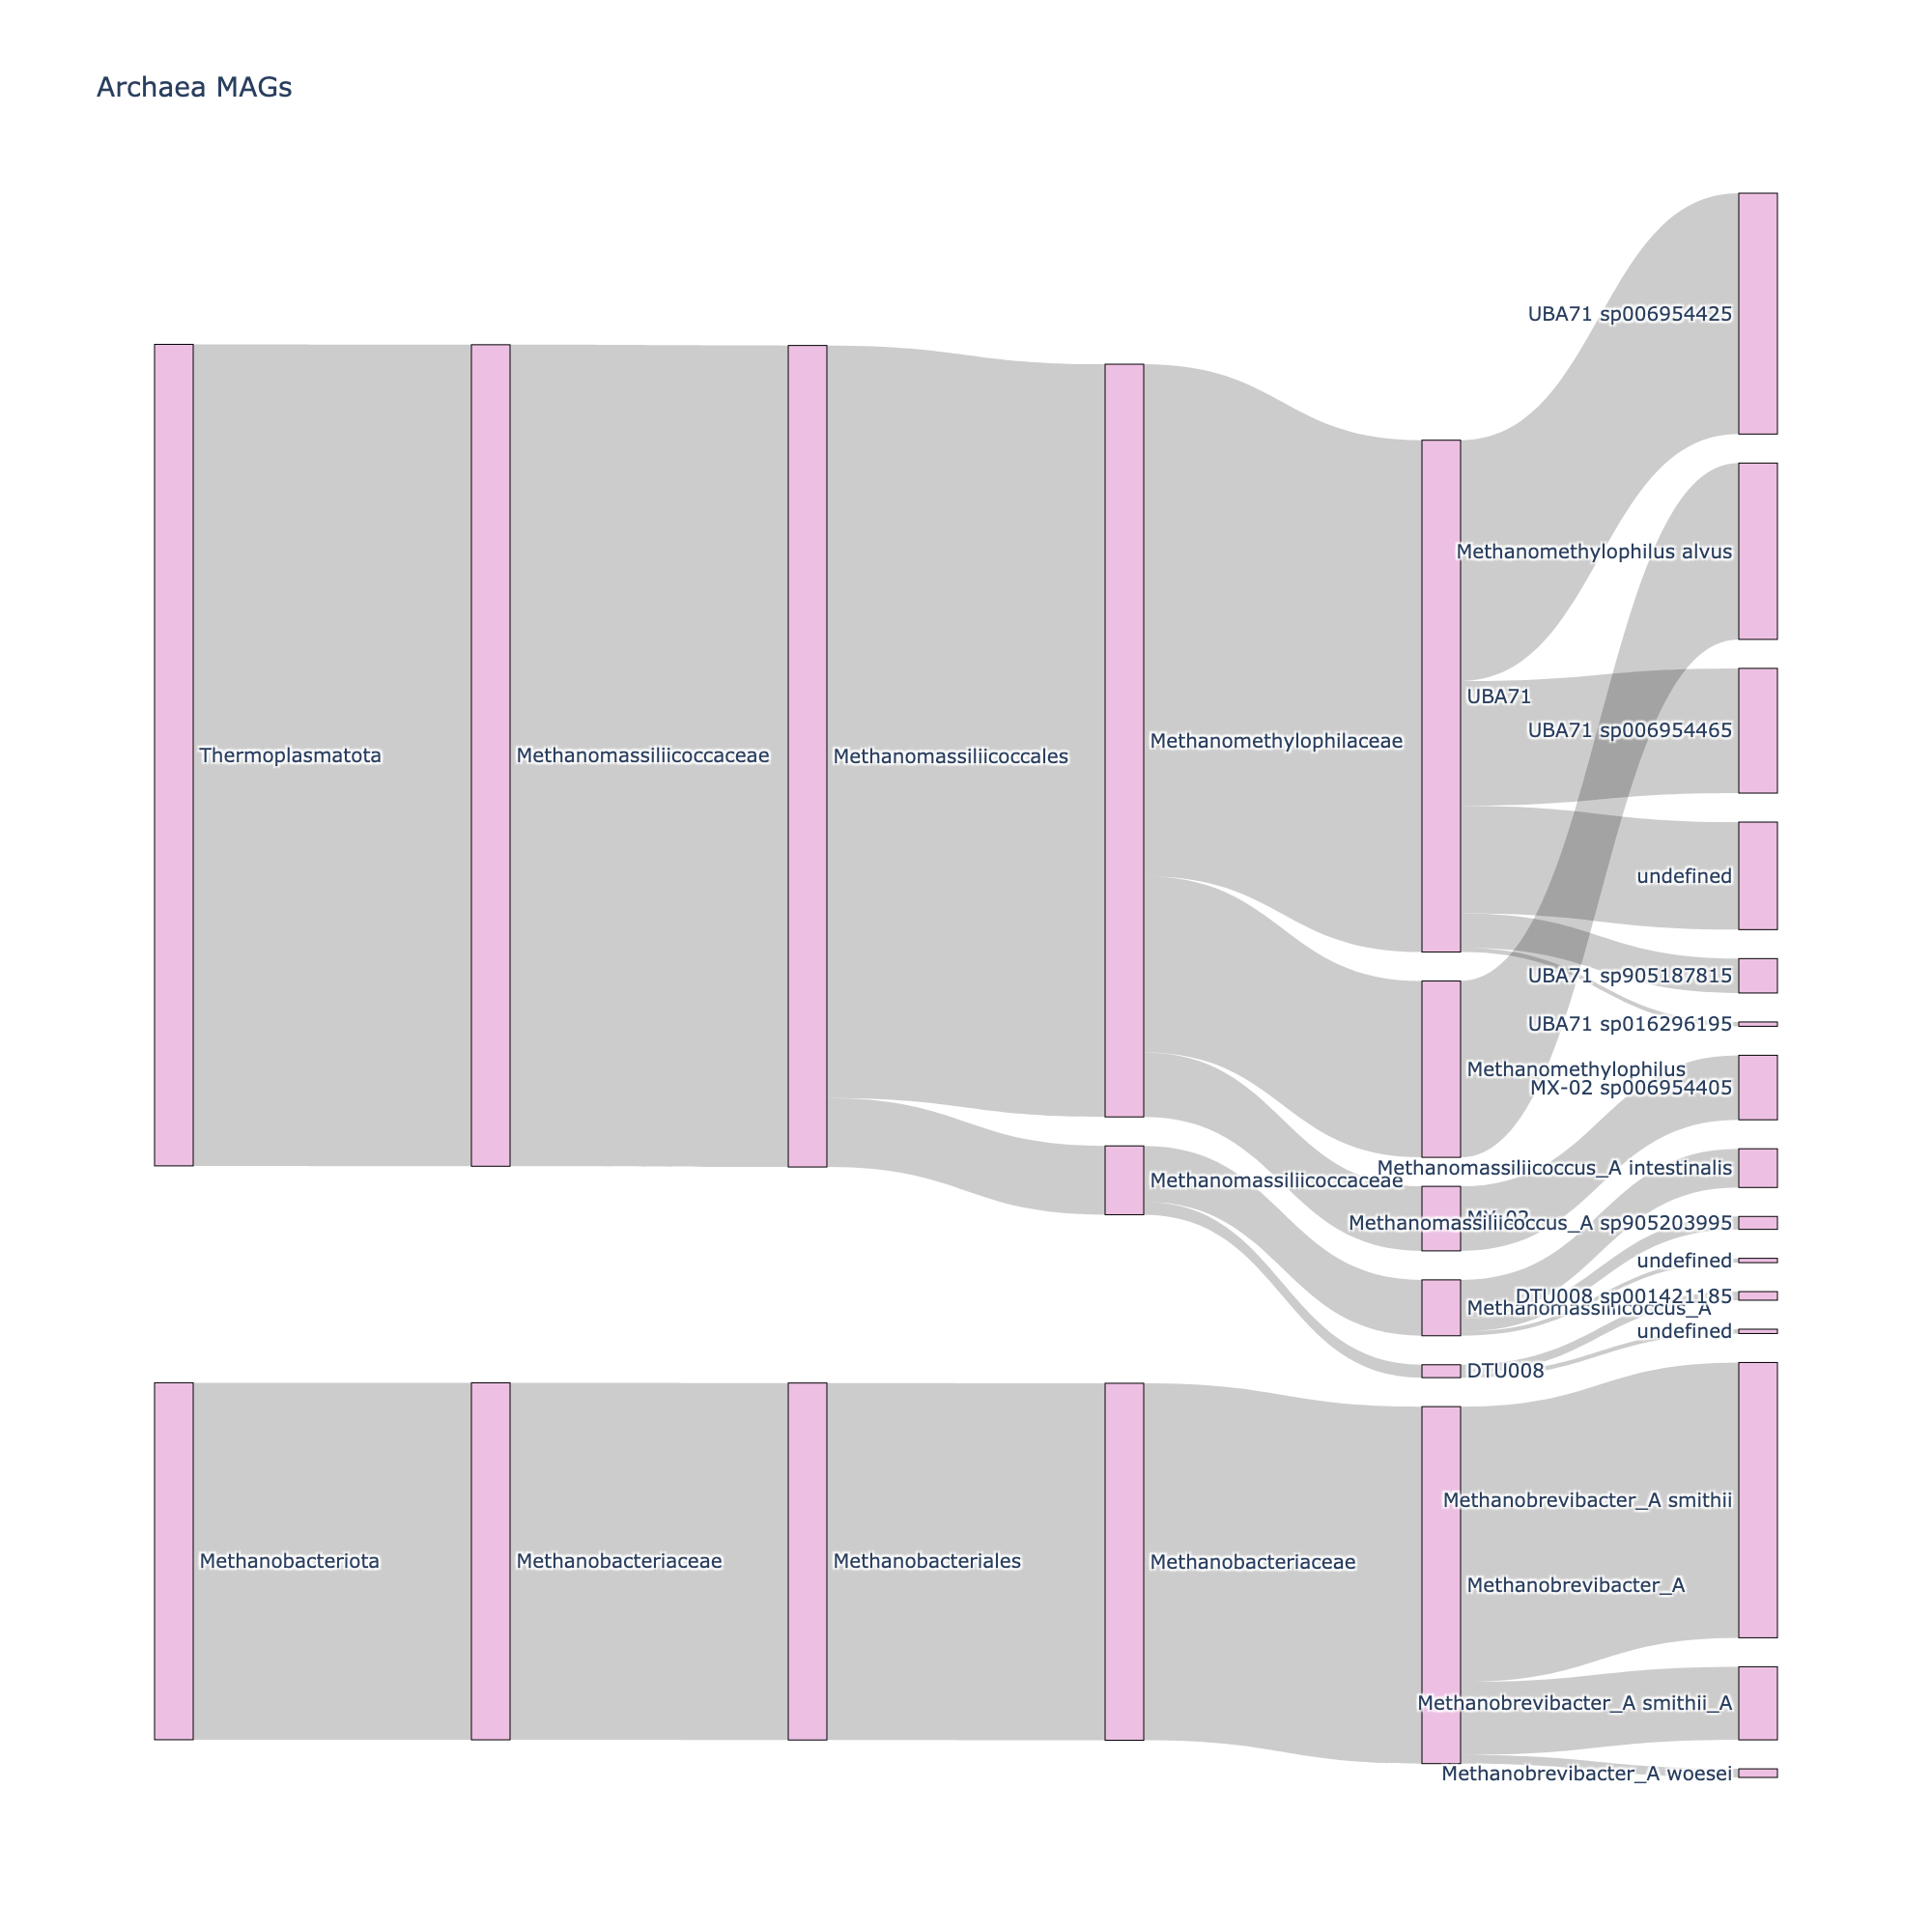 Archaea MAGs
Thermoplasmatota
Methanomassiliicoccaceae
Methanomassiliicoccales
Methanomethylophilaceae
Methanomassiliicoccaceae
UBA71
Methanomethylophilus
MX-02
Methanomassiliicoccus_A
DTU008
UBA71 sp006954425
Methanomethylophilus alvus
UBA71 sp006954465
undefined
UBA71 sp905187815
UBA71 sp016296195
MX-02 sp006954405
Methanomassiliicoccus_A intestinalis
Methanomassiliicoccus_A sp905203995
undefined
DTU008 sp001421185
undefined
Methanobacteriota
Methanobacteriaceae
Methanobacteriales
Methanobacteriaceae
Methanobrevibacter_A
Methanobrevibacter_A smithii
Methanobrevibacter_A smithii_A
Methanobrevibacter_A woesei